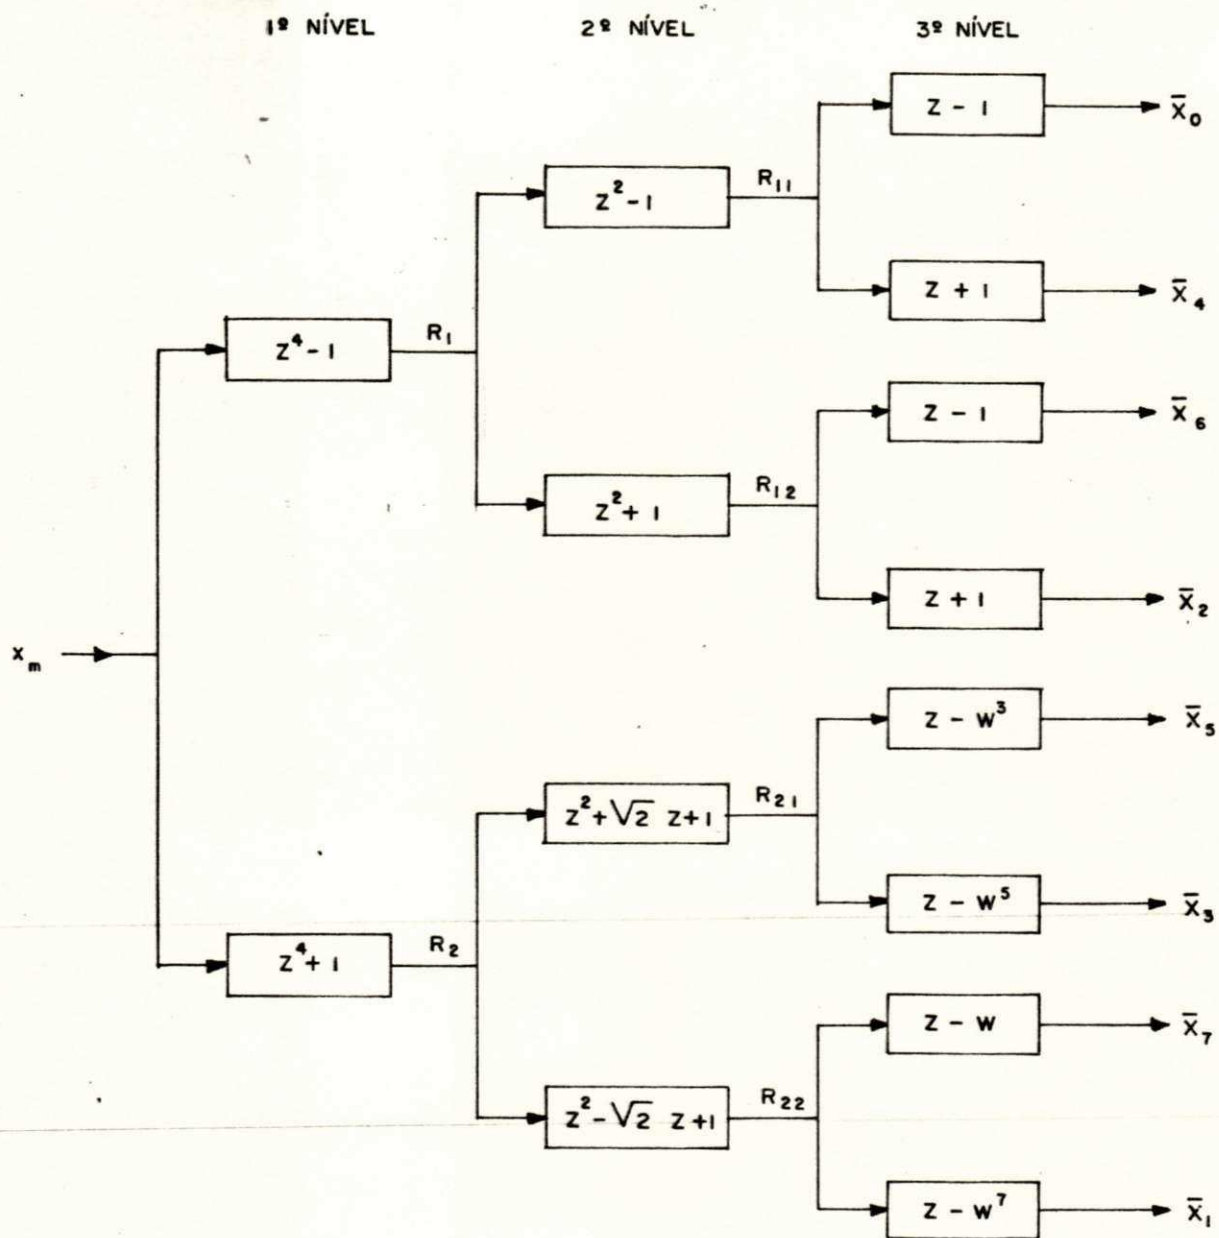 1º NÍVEL 2º NÍVEL 3º NÍVEL
Z - 1 X̄₀
Z² - 1 R₁₁
Z + 1 X̄₄
Z⁴ - 1 R₁
Z - 1 X̄₆
Z² + 1 R₁₂
Z + 1 X̄₂
xₘ
Z - W³ X̄₅
Z² + √2 Z + 1 R₂₁
Z - W⁵ X̄₃
Z⁴ + 1 R₂
Z - W X̄₇
Z² - √2 Z + 1 R₂₂
Z - W⁷ X̄₁